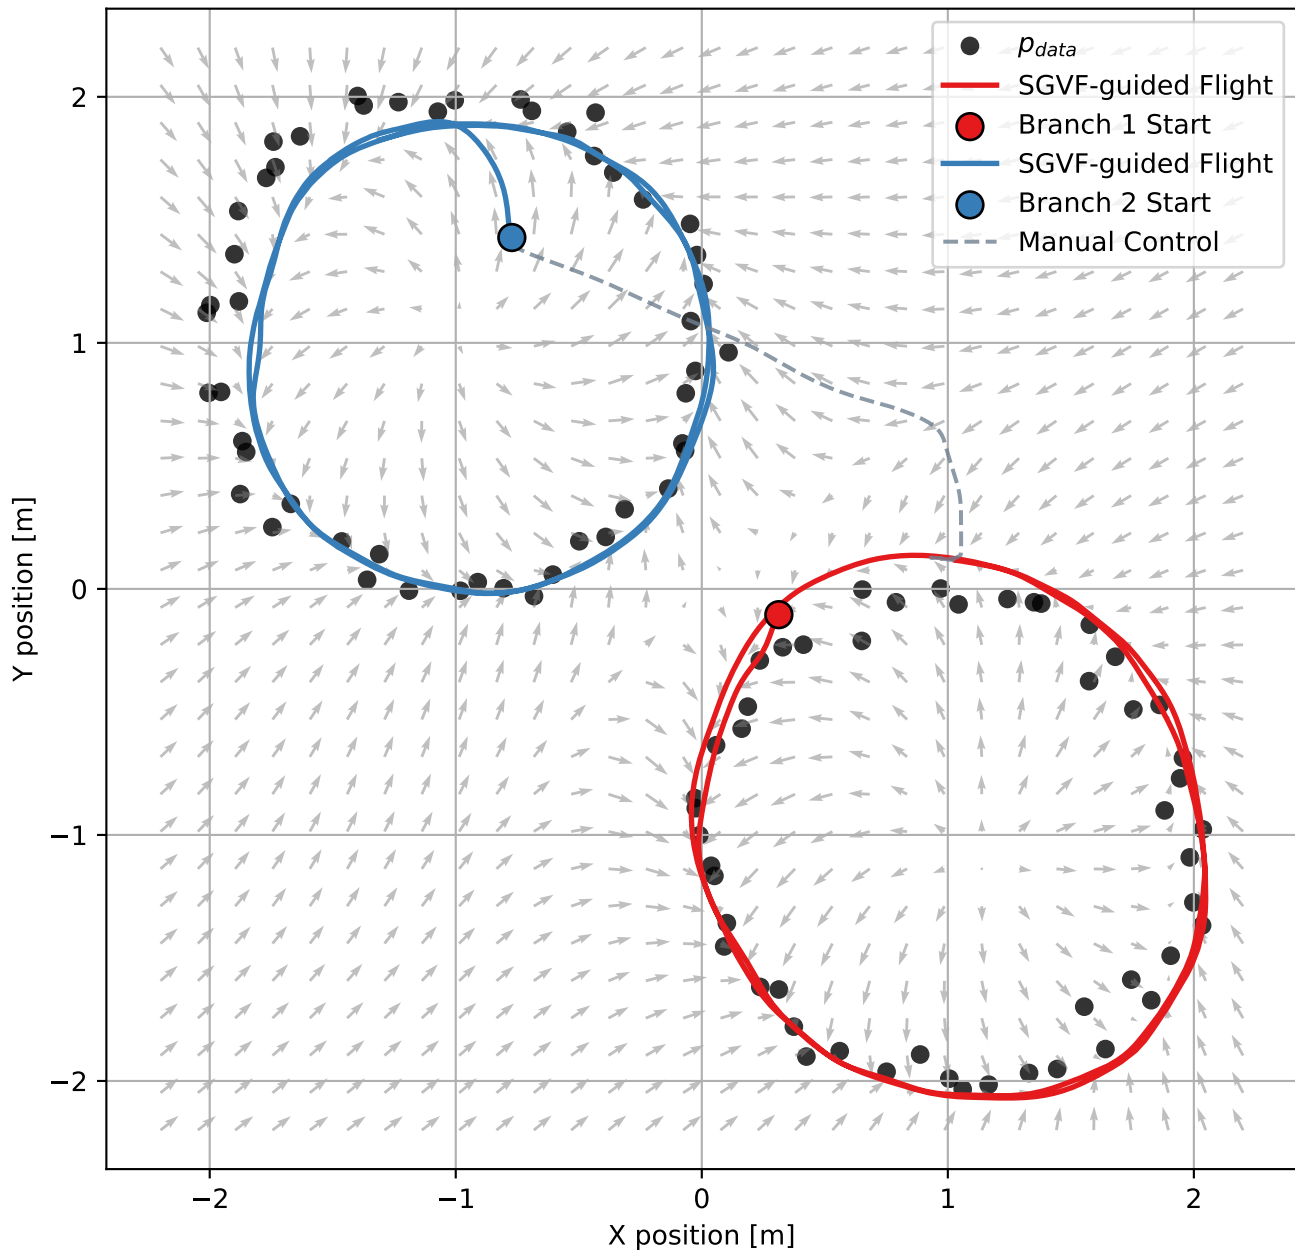 p_data
SGVF-guided Flight
Branch 1 Start
SGVF-guided Flight
Branch 2 Start
Manual Control
2
1
0
−1
−2
Y position [m]
−2
−1
0
1
2
X position [m]